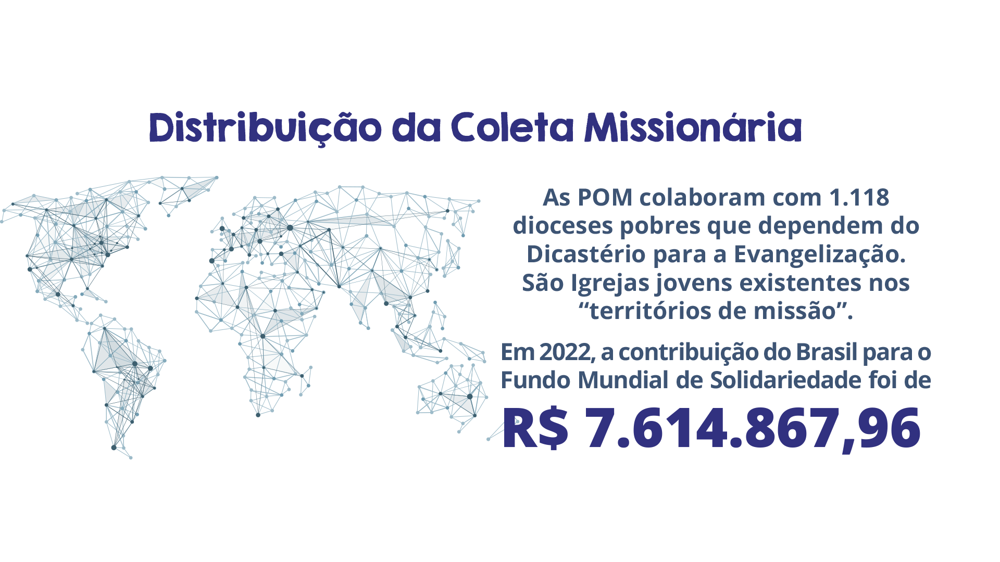 Distribuição da Coleta Missionária
As POM colaboram com 1.118
dioceses pobres que dependem do
Dicastério para a Evangelização.
São Igrejas jovens existentes nos
“territórios de missão”.
Em 2022, a contribuição do Brasil para o
Fundo Mundial de Solidariedade foi de
R$ 7.614.867,96